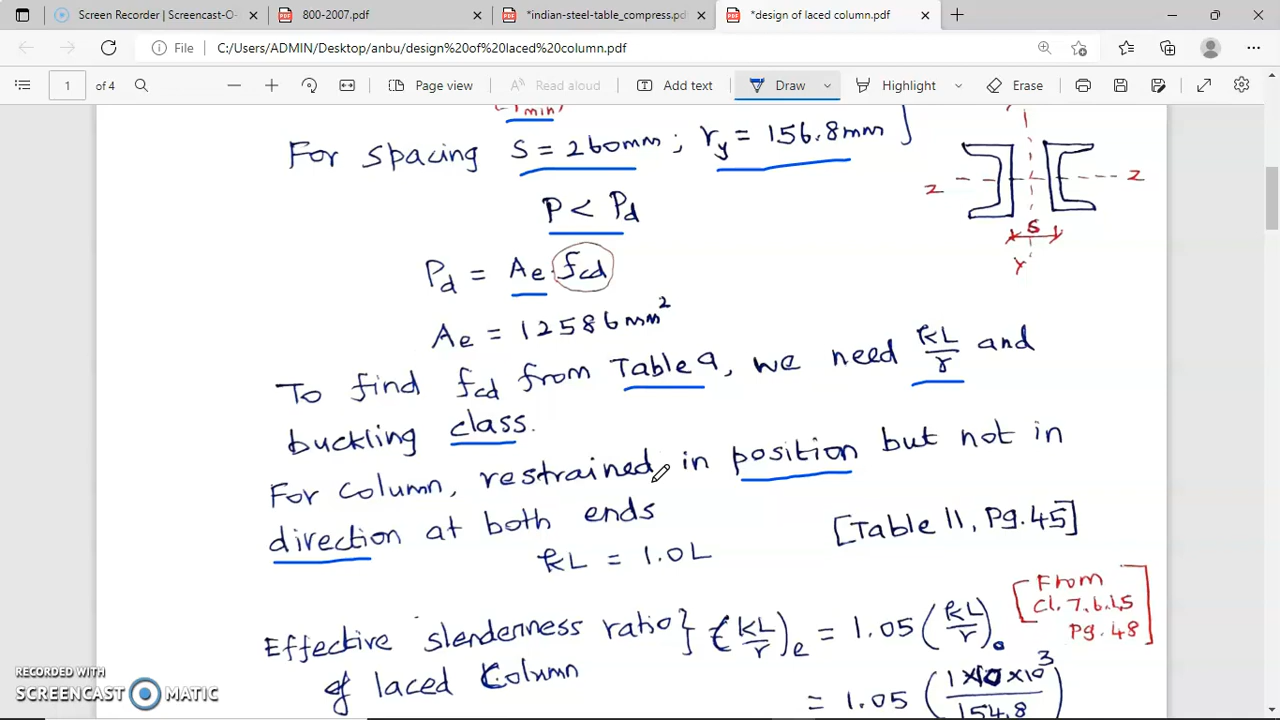 Screen Recorder | Screencast-O-
800-2007.pdf
*indian-steel-table_compress.pd
*design of laced column.pdf
File
C:/Users/ADMIN/Desktop/anbu/design%20of%20laced%20column.pdf
1
of 4
Page view
Read aloud
Add text
Draw
Highlight
Erase
min)
For spacing S = 260mm ; ry = 156.8mm
Z Z
S
Y
P < Pd
Pd = Ae fcd
Ae = 12586mm²
To find fcd from Table 9, we need KL/r and
buckling class.
For column, restrained in position but not in
direction at both ends
[Table 11, Pg.45]
KL = 1.0L
[From
Cl.7.6.1.5
Pg.48]
Effective slenderness ratio } (KL/r)e = 1.05 (KL/r)o
of laced Column
= 1.05 (1×10×10³/154.8)
RECORDED WITH
SCREENCAST MATIC